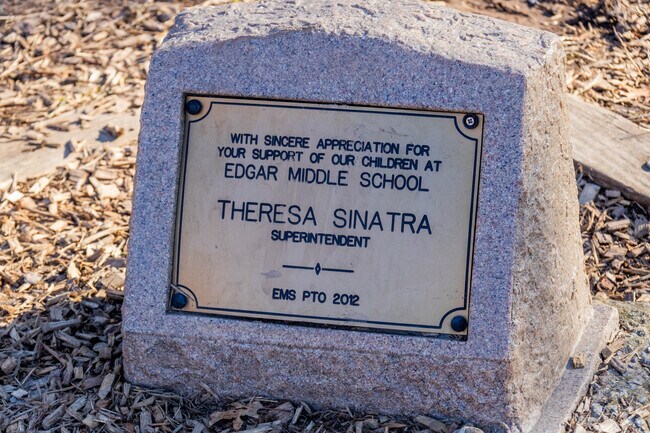 WITH SINCERE APPRECIATION FOR
YOUR SUPPORT OF OUR CHILDREN AT
EDGAR MIDDLE SCHOOL
THERESA SINATRA
SUPERINTENDENT
EMS PTO 2012